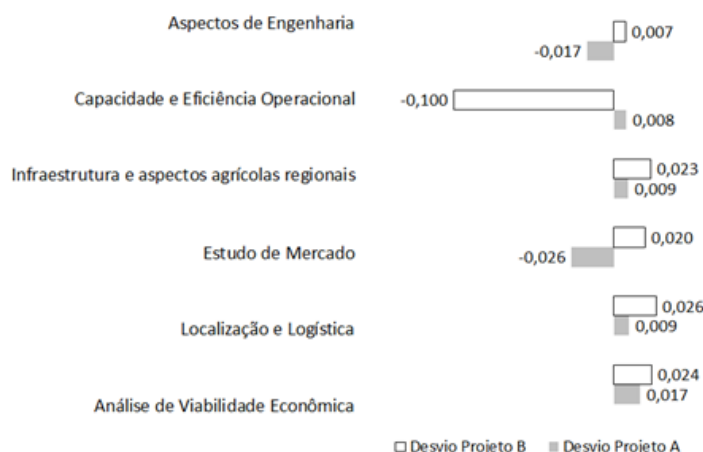 Aspectos de Engenharia
0,007
-0,017
Capacidade e Eficiência Operacional
-0,100
0,008
Infraestrutura e aspectos agrícolas regionais
0,023
0,009
Estudo de Mercado
0,020
-0,026
Localização e Logística
0,026
0,009
Análise de Viabilidade Econômica
0,024
0,017
Desvio Projeto B Desvio Projeto A